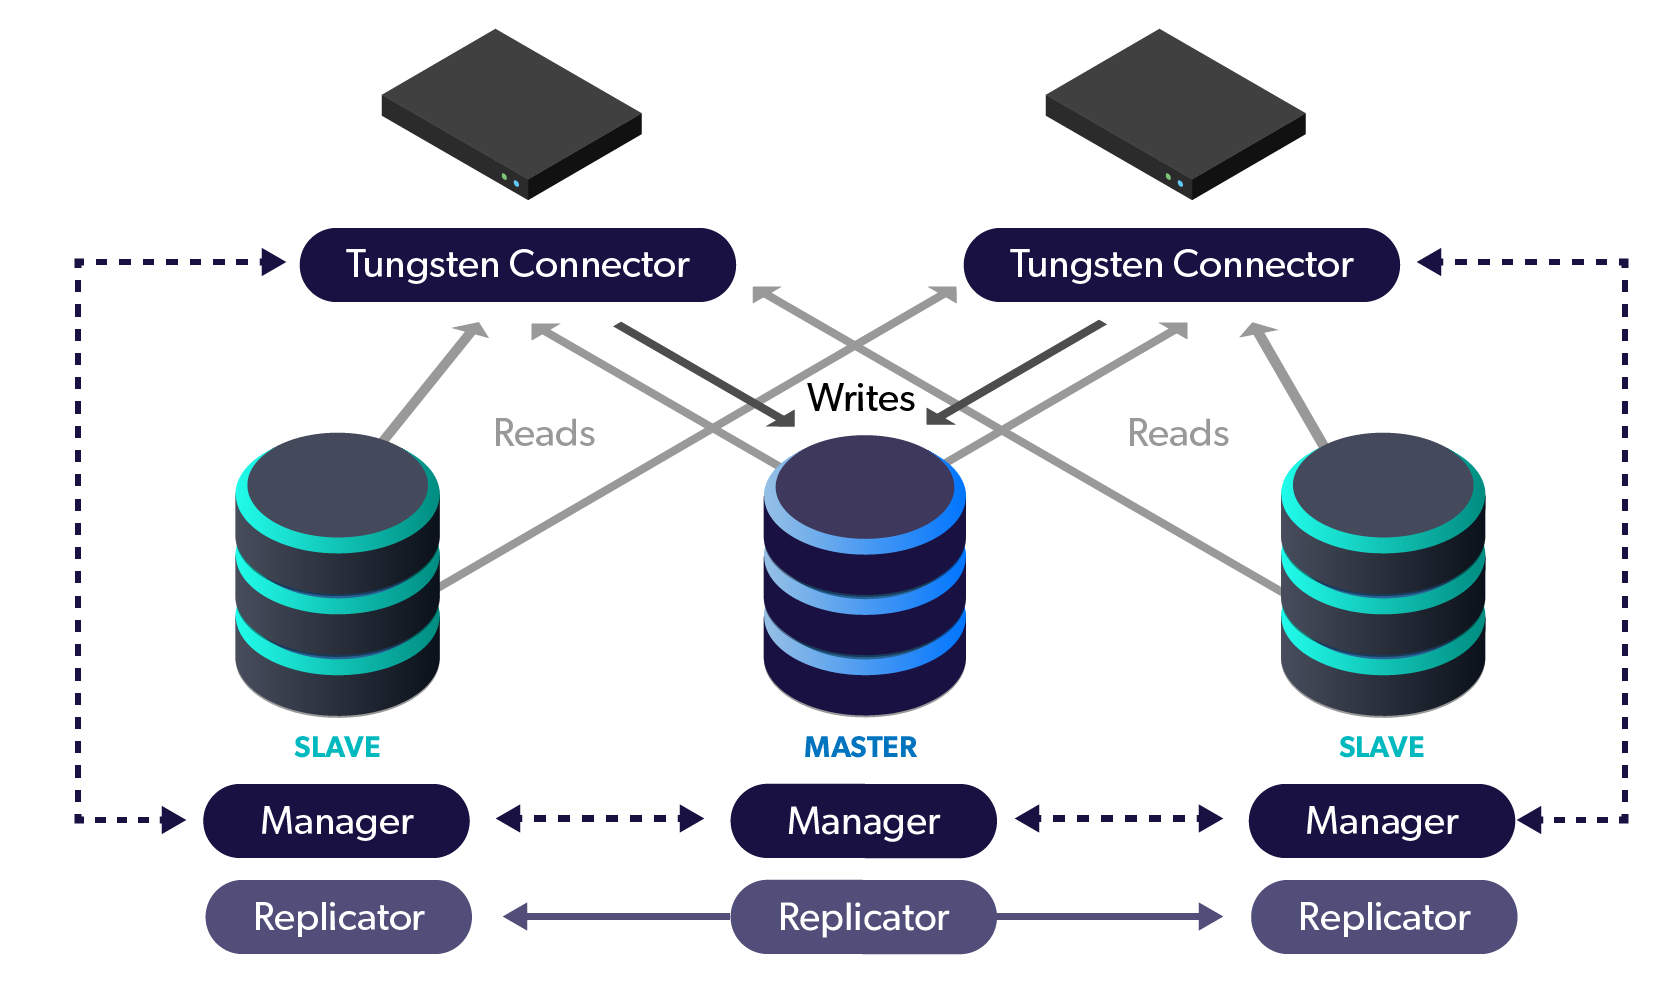 Tungsten Connector
Tungsten Connector
Writes
Reads
Reads
SLAVE
MASTER
SLAVE
Manager
Manager
Manager
Replicator
Replicator
Replicator